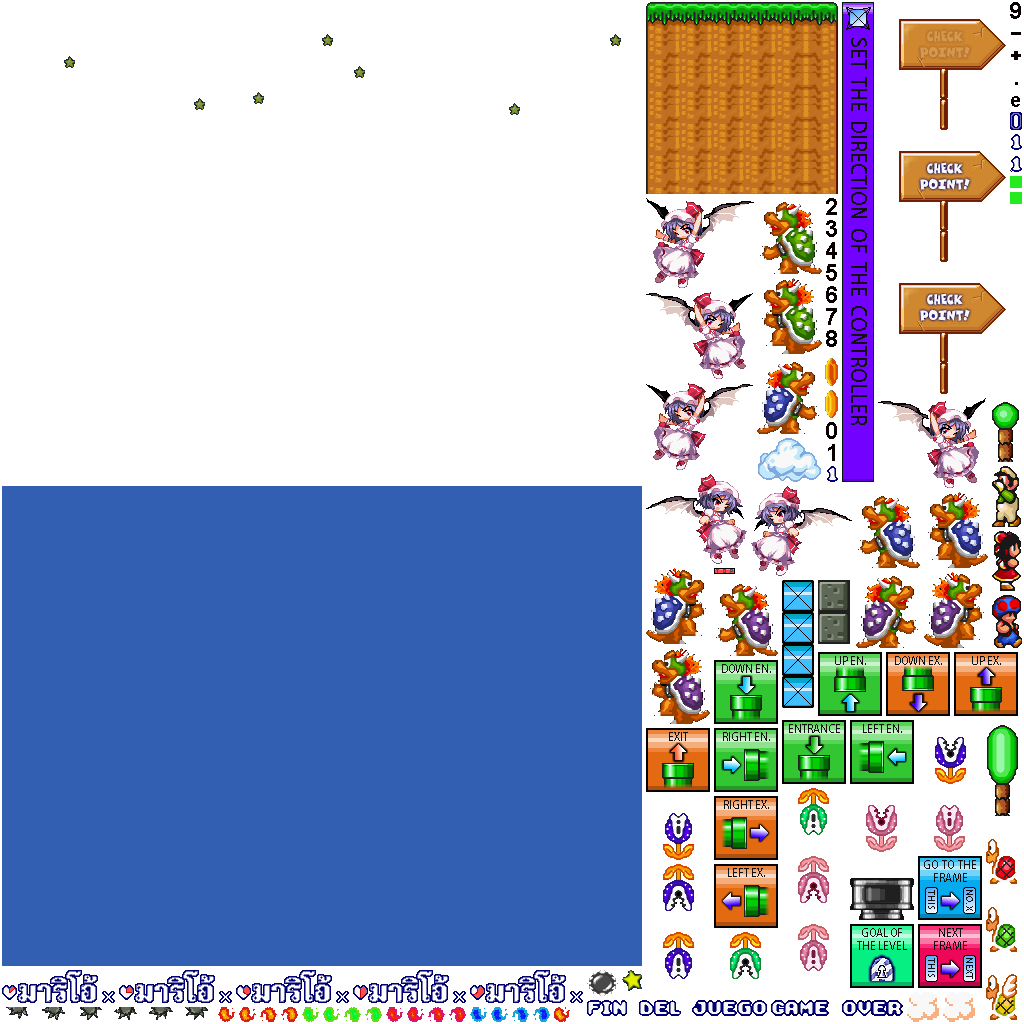 9
-
+
.
e
0
1
1
CHECK
POINT!
SET THE DIRECTION OF THE CONTROLLER
CHECK
POINT!
2
3
4
5
6
7
8
CHECK
POINT!
0
1
1
DOWN EN.
UP EN.
DOWN EX.
UP EX.
EXIT
RIGHT EN.
ENTRANCE
LEFT EN.
RIGHT EX.
LEFT EX.
GO TO THE
FRAME
THIS
NO. X
GOAL OF
THE LEVEL
NEXT
FRAME
THIS
NEXT
มาริโอ้ x มาริโอ้ x มาริโอ้ x มาริโอ้ x มาริโอ้ x
FIN DEL JUEGO GAME OVER